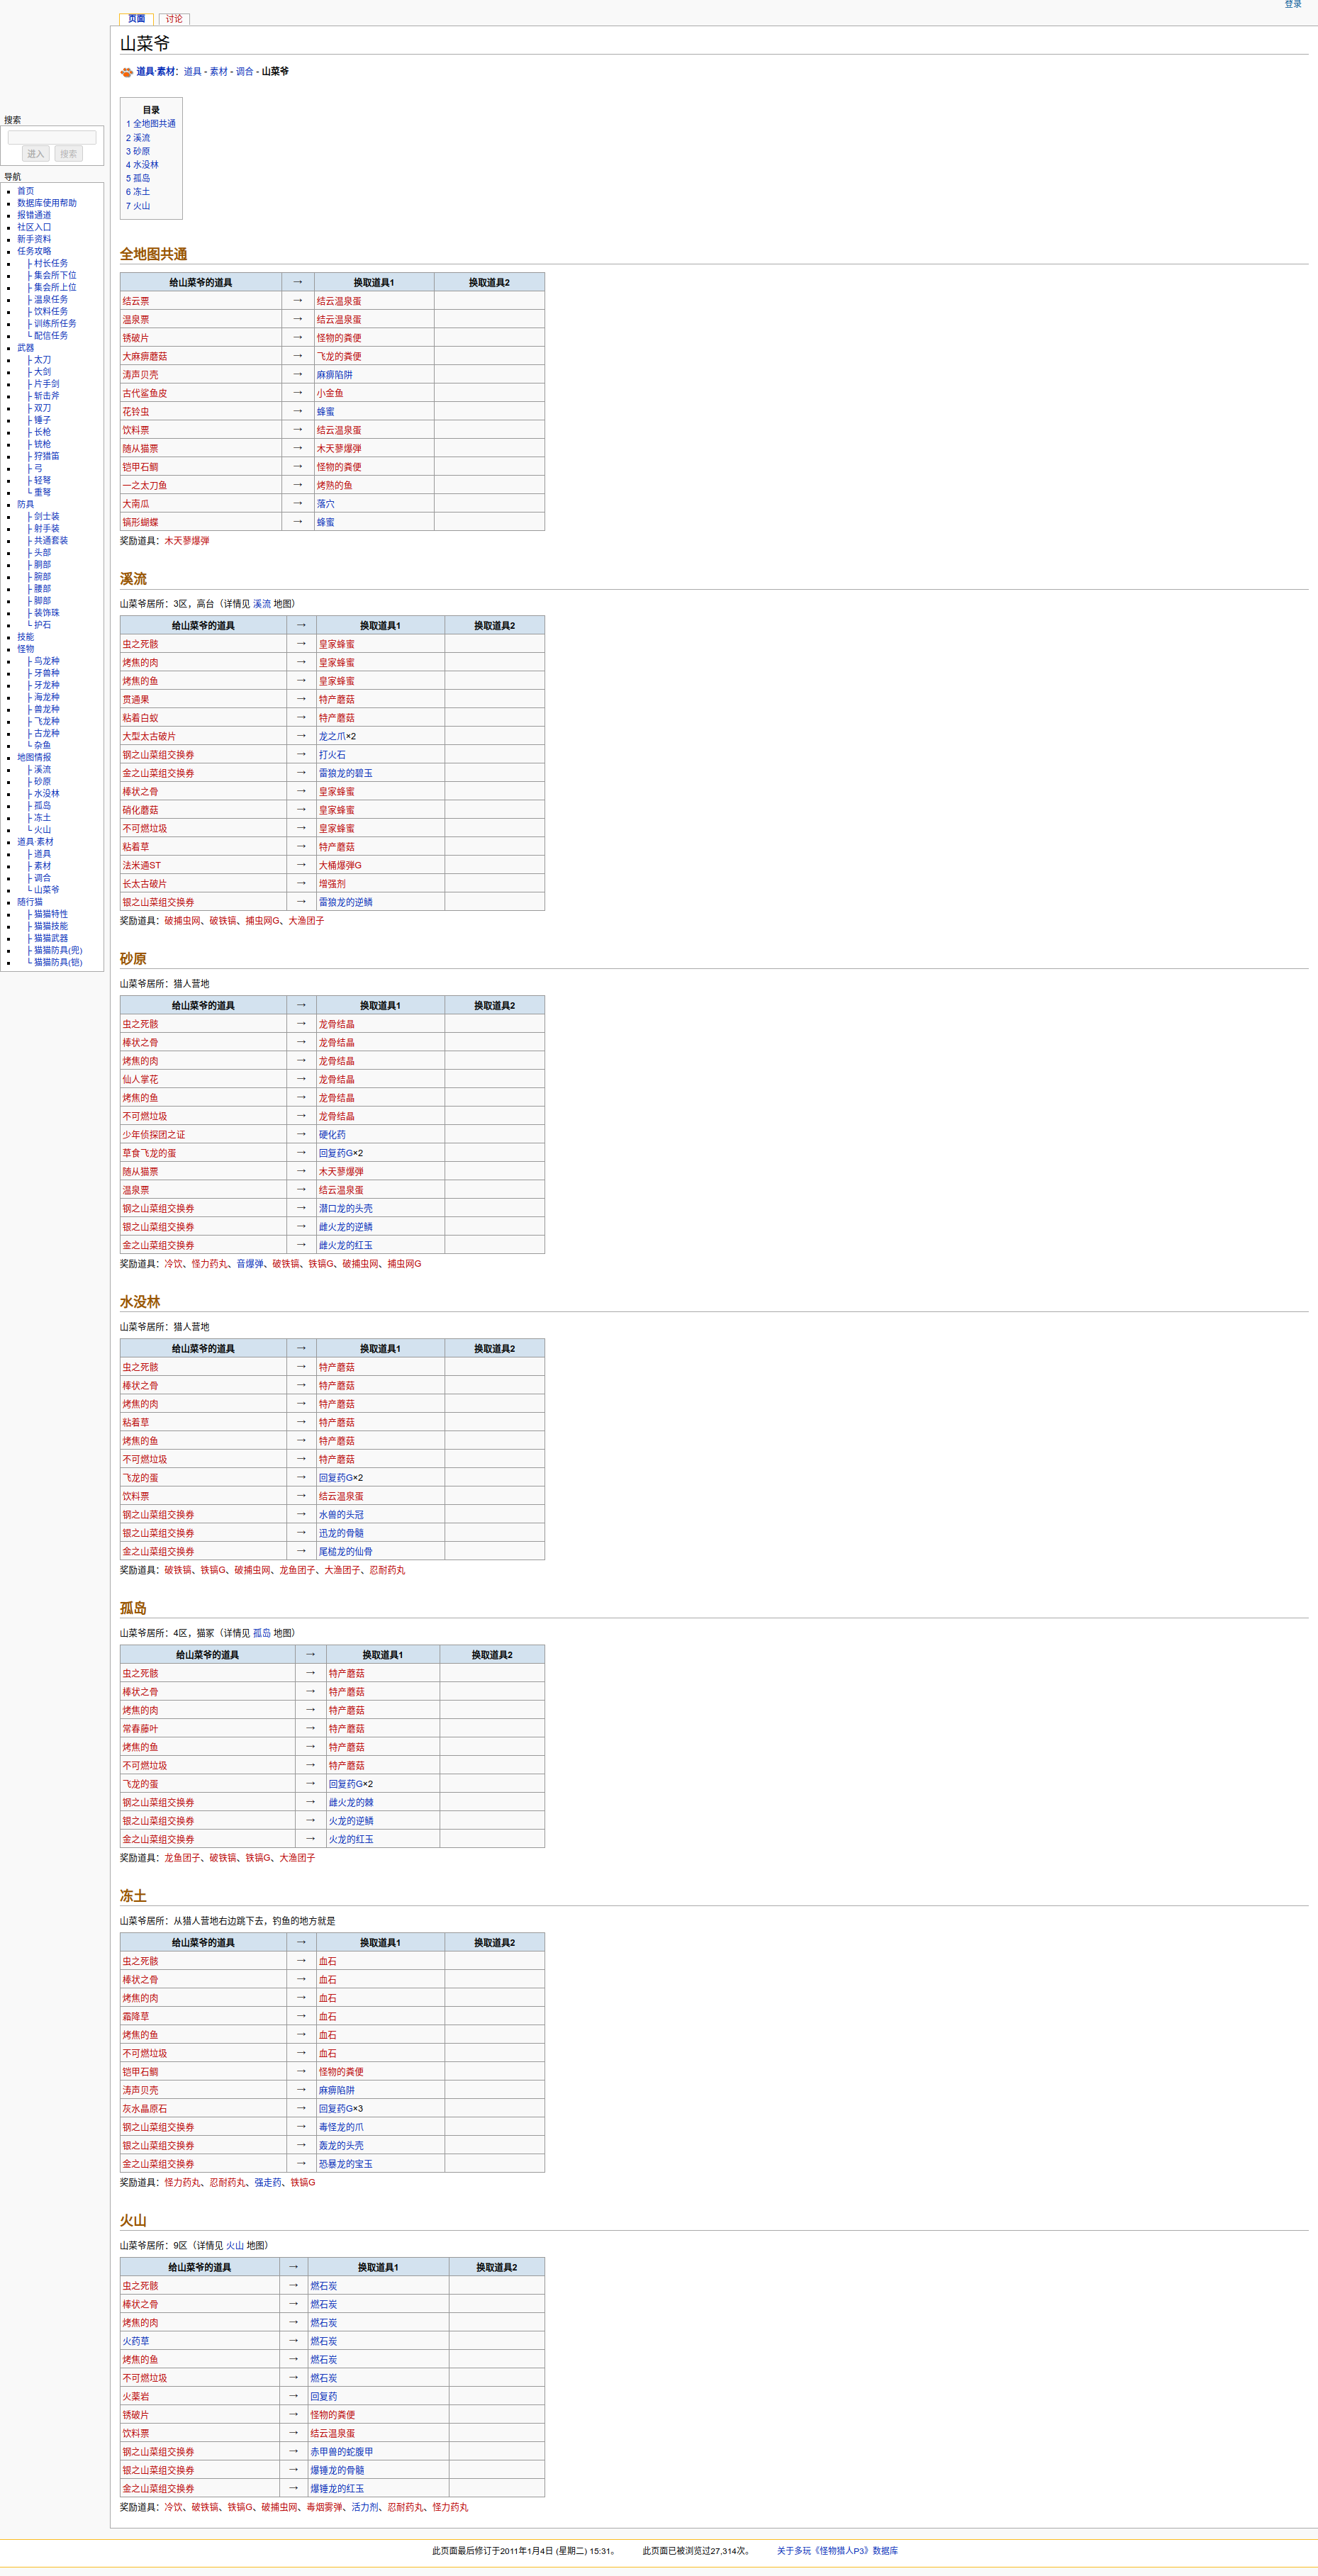 登录
页面 讨论
山菜爷
道具·素材：道具 - 素材 - 调合 - 山菜爷
目录
1 全地图共通
2 溪流
3 砂原
4 水没林
5 孤岛
6 冻土
7 火山
搜索
进入 搜索
导航
首页
数据库使用帮助
报错通道
社区入口
新手资料
任务攻略
├ 村长任务
├ 集会所下位
├ 集会所上位
├ 温泉任务
├ 饮料任务
├ 训练所任务
└ 配信任务
武器
├ 太刀
├ 大剑
├ 片手剑
├ 斩击斧
├ 双刀
├ 锤子
├ 长枪
├ 铳枪
├ 狩猎笛
├ 弓
├ 轻弩
└ 重弩
防具
├ 剑士装
├ 射手装
├ 共通套装
├ 头部
├ 胴部
├ 腕部
├ 腰部
├ 脚部
├ 装饰珠
└ 护石
技能
怪物
├ 鸟龙种
├ 牙兽种
├ 牙龙种
├ 海龙种
├ 兽龙种
├ 飞龙种
├ 古龙种
└ 杂鱼
地图情报
├ 溪流
├ 砂原
├ 水没林
├ 孤岛
├ 冻土
└ 火山
道具·素材
├ 道具
├ 素材
├ 调合
└ 山菜爷
随行猫
├ 猫猫特性
├ 猫猫技能
├ 猫猫武器
├ 猫猫防具(兜)
└ 猫猫防具(铠)
全地图共通
给山菜爷的道具 → 换取道具1 换取道具2
结云票 → 结云温泉蛋
温泉票 → 结云温泉蛋
锈破片 → 怪物的粪便
大麻痹蘑菇 → 飞龙的粪便
涛声贝壳 → 麻痹陷阱
古代鲨鱼皮 → 小金鱼
花铃虫 → 蜂蜜
饮料票 → 结云温泉蛋
随从猫票 → 木天蓼爆弹
铠甲石鲷 → 怪物的粪便
一之太刀鱼 → 烤熟的鱼
大南瓜 → 落穴
镐形蝴蝶 → 蜂蜜
奖励道具：木天蓼爆弹
溪流
山菜爷居所：3区，高台（详情见 溪流 地图）
给山菜爷的道具 → 换取道具1 换取道具2
虫之死骸 → 皇家蜂蜜
烤焦的肉 → 皇家蜂蜜
烤焦的鱼 → 皇家蜂蜜
贯通果 → 特产蘑菇
粘着白蚁 → 特产蘑菇
大型太古破片 → 龙之爪×2
钢之山菜组交换券 → 打火石
金之山菜组交换券 → 雷狼龙的碧玉
棒状之骨 → 皇家蜂蜜
硝化蘑菇 → 皇家蜂蜜
不可燃垃圾 → 皇家蜂蜜
粘着草 → 特产蘑菇
法米通ST → 大桶爆弹G
长太古破片 → 增强剂
银之山菜组交换券 → 雷狼龙的逆鳞
奖励道具：破捕虫网、破铁镐、捕虫网G、大渔团子
砂原
山菜爷居所：猎人营地
给山菜爷的道具 → 换取道具1 换取道具2
虫之死骸 → 龙骨结晶
棒状之骨 → 龙骨结晶
烤焦的肉 → 龙骨结晶
仙人掌花 → 龙骨结晶
烤焦的鱼 → 龙骨结晶
不可燃垃圾 → 龙骨结晶
少年侦探团之证 → 硬化药
草食飞龙的蛋 → 回复药G×2
随从猫票 → 木天蓼爆弹
温泉票 → 结云温泉蛋
钢之山菜组交换券 → 潜口龙的头壳
银之山菜组交换券 → 雌火龙的逆鳞
金之山菜组交换券 → 雌火龙的红玉
奖励道具：冷饮、怪力药丸、音爆弹、破铁镐、铁镐G、破捕虫网、捕虫网G
水没林
山菜爷居所：猎人营地
给山菜爷的道具 → 换取道具1 换取道具2
虫之死骸 → 特产蘑菇
棒状之骨 → 特产蘑菇
烤焦的肉 → 特产蘑菇
粘着草 → 特产蘑菇
烤焦的鱼 → 特产蘑菇
不可燃垃圾 → 特产蘑菇
飞龙的蛋 → 回复药G×2
饮料票 → 结云温泉蛋
钢之山菜组交换券 → 水兽的头冠
银之山菜组交换券 → 迅龙的骨髓
金之山菜组交换券 → 尾槌龙的仙骨
奖励道具：破铁镐、铁镐G、破捕虫网、龙鱼团子、大渔团子、忍耐药丸
孤岛
山菜爷居所：4区，猫冢（详情见 孤岛 地图）
给山菜爷的道具 → 换取道具1 换取道具2
虫之死骸 → 特产蘑菇
棒状之骨 → 特产蘑菇
烤焦的肉 → 特产蘑菇
常春藤叶 → 特产蘑菇
烤焦的鱼 → 特产蘑菇
不可燃垃圾 → 特产蘑菇
飞龙的蛋 → 回复药G×2
钢之山菜组交换券 → 雌火龙的棘
银之山菜组交换券 → 火龙的逆鳞
金之山菜组交换券 → 火龙的红玉
奖励道具：龙鱼团子、破铁镐、铁镐G、大渔团子
冻土
山菜爷居所：从猎人营地右边跳下去，钓鱼的地方就是
给山菜爷的道具 → 换取道具1 换取道具2
虫之死骸 → 血石
棒状之骨 → 血石
烤焦的肉 → 血石
霜降草 → 血石
烤焦的鱼 → 血石
不可燃垃圾 → 血石
铠甲石鲷 → 怪物的粪便
涛声贝壳 → 麻痹陷阱
灰水晶原石 → 回复药G×3
钢之山菜组交换券 → 毒怪龙的爪
银之山菜组交换券 → 轰龙的头壳
金之山菜组交换券 → 恐暴龙的宝玉
奖励道具：怪力药丸、忍耐药丸、强走药、铁镐G
火山
山菜爷居所：9区（详情见 火山 地图）
给山菜爷的道具 → 换取道具1 换取道具2
虫之死骸 → 燃石炭
棒状之骨 → 燃石炭
烤焦的肉 → 燃石炭
火药草 → 燃石炭
烤焦的鱼 → 燃石炭
不可燃垃圾 → 燃石炭
火薬岩 → 回复药
锈破片 → 怪物的粪便
饮料票 → 结云温泉蛋
钢之山菜组交换券 → 赤甲兽的蛇腹甲
银之山菜组交换券 → 爆锤龙的骨髓
金之山菜组交换券 → 爆锤龙的红玉
奖励道具：冷饮、破铁镐、铁镐G、破捕虫网、毒烟雾弹、活力剂、忍耐药丸、怪力药丸
此页面最后修订于2011年1月4日 (星期二) 15:31。 此页面已被浏览过27,314次。 关于多玩《怪物猎人P3》数据库